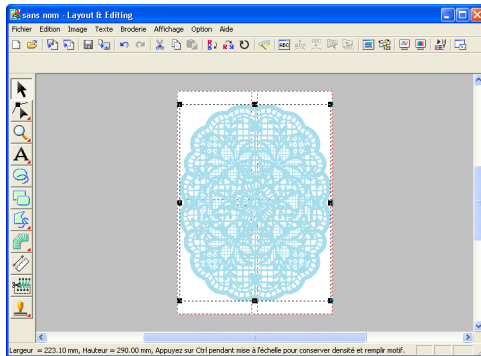 sans nom - Layout & Editing
Fichier Edition Image Texte Broderie Affichage Option Aide
ABC
A
Largeur = 223.10 mm, Hauteur = 290.00 mm, Appuyez sur Ctrl pendant mise à l'échelle pour conserver densité et remplir motif.